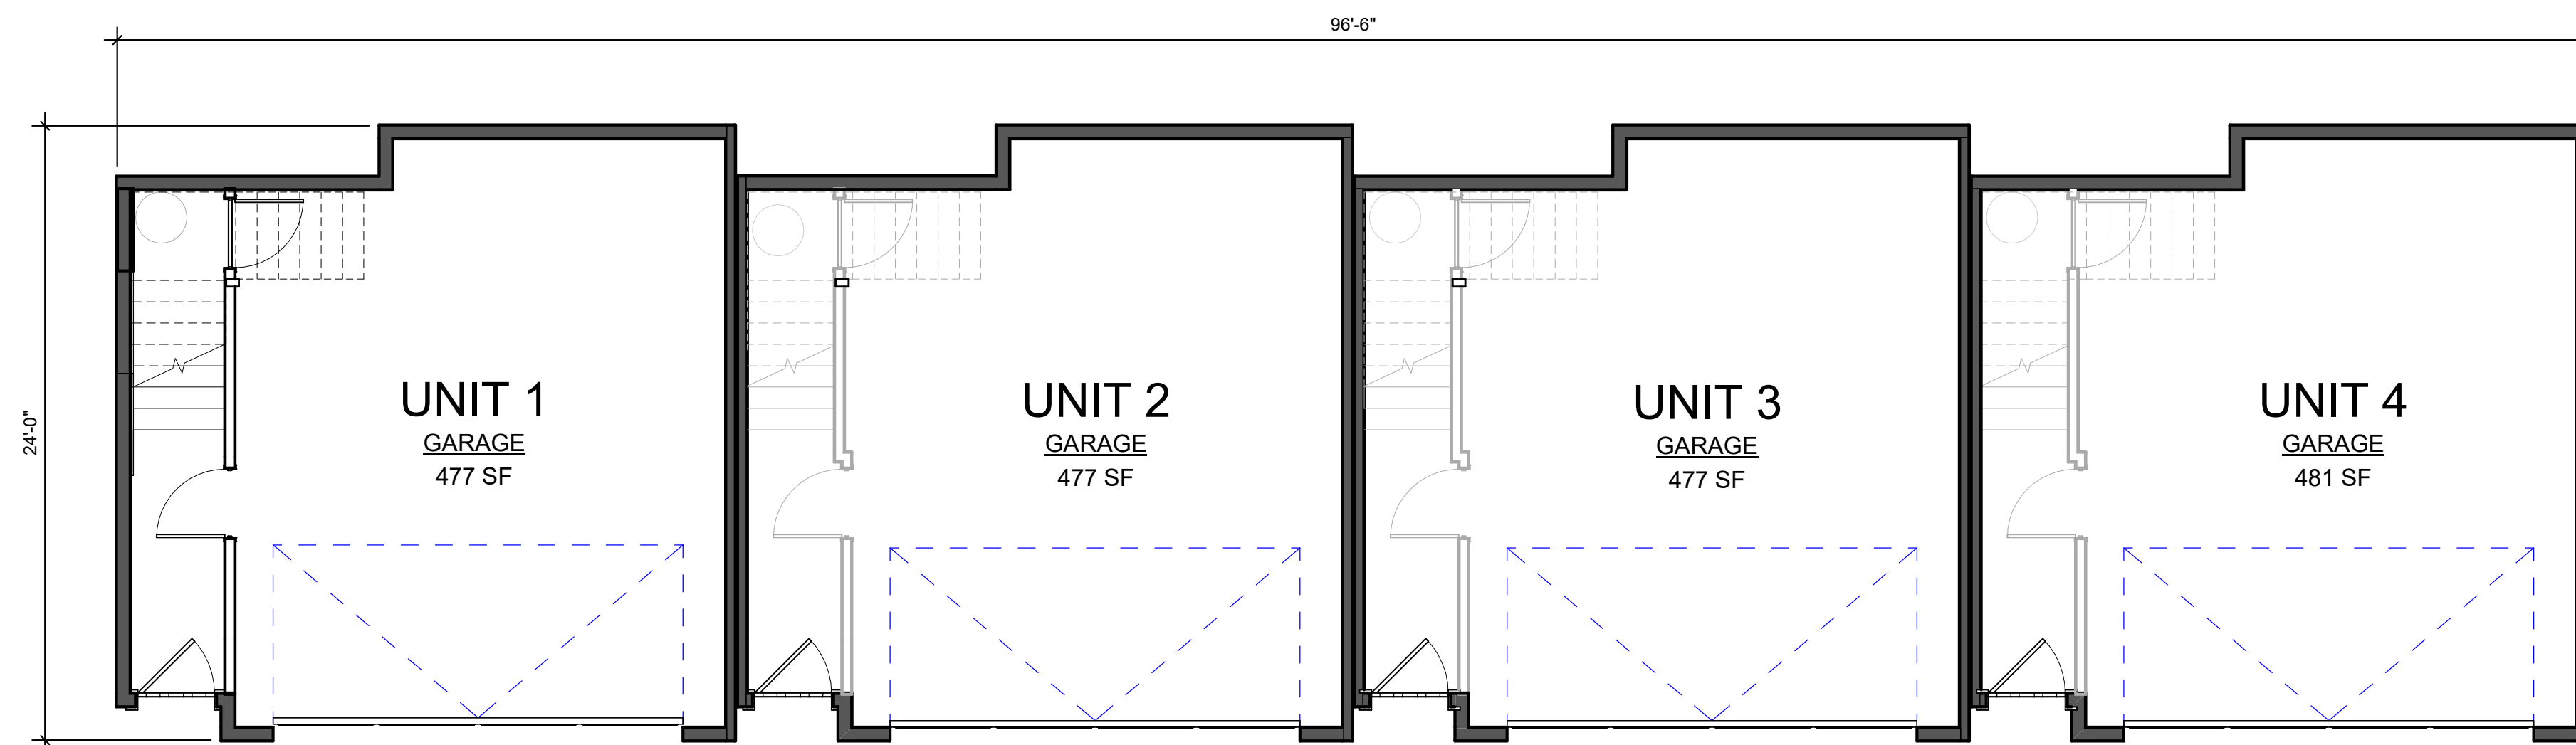 96'-6"
24'-0"
UNIT 1
GARAGE
477 SF
UNIT 2
GARAGE
477 SF
UNIT 3
GARAGE
477 SF
UNIT 4
GARAGE
481 SF